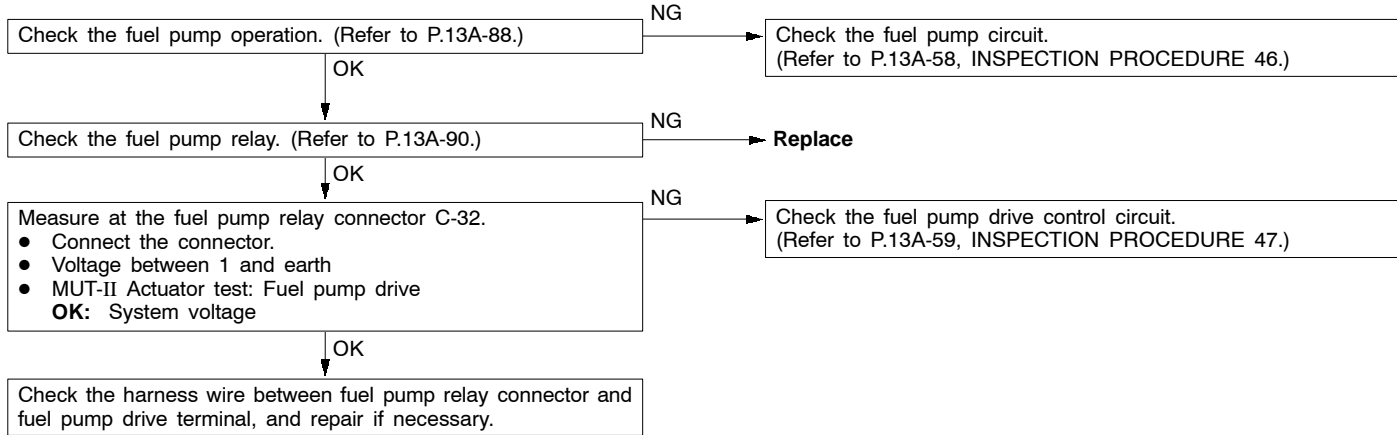 NG
Check the fuel pump operation. (Refer to P.13A-88.)
Check the fuel pump circuit.
(Refer to P.13A-58, INSPECTION PROCEDURE 46.)
OK
NG
Check the fuel pump relay. (Refer to P.13A-90.)
Replace
OK
NG
Measure at the fuel pump relay connector C-32.
● Connect the connector.
● Voltage between 1 and earth
● MUT-II Actuator test: Fuel pump drive
OK: System voltage
Check the fuel pump drive control circuit.
(Refer to P.13A-59, INSPECTION PROCEDURE 47.)
OK
Check the harness wire between fuel pump relay connector and
fuel pump drive terminal, and repair if necessary.